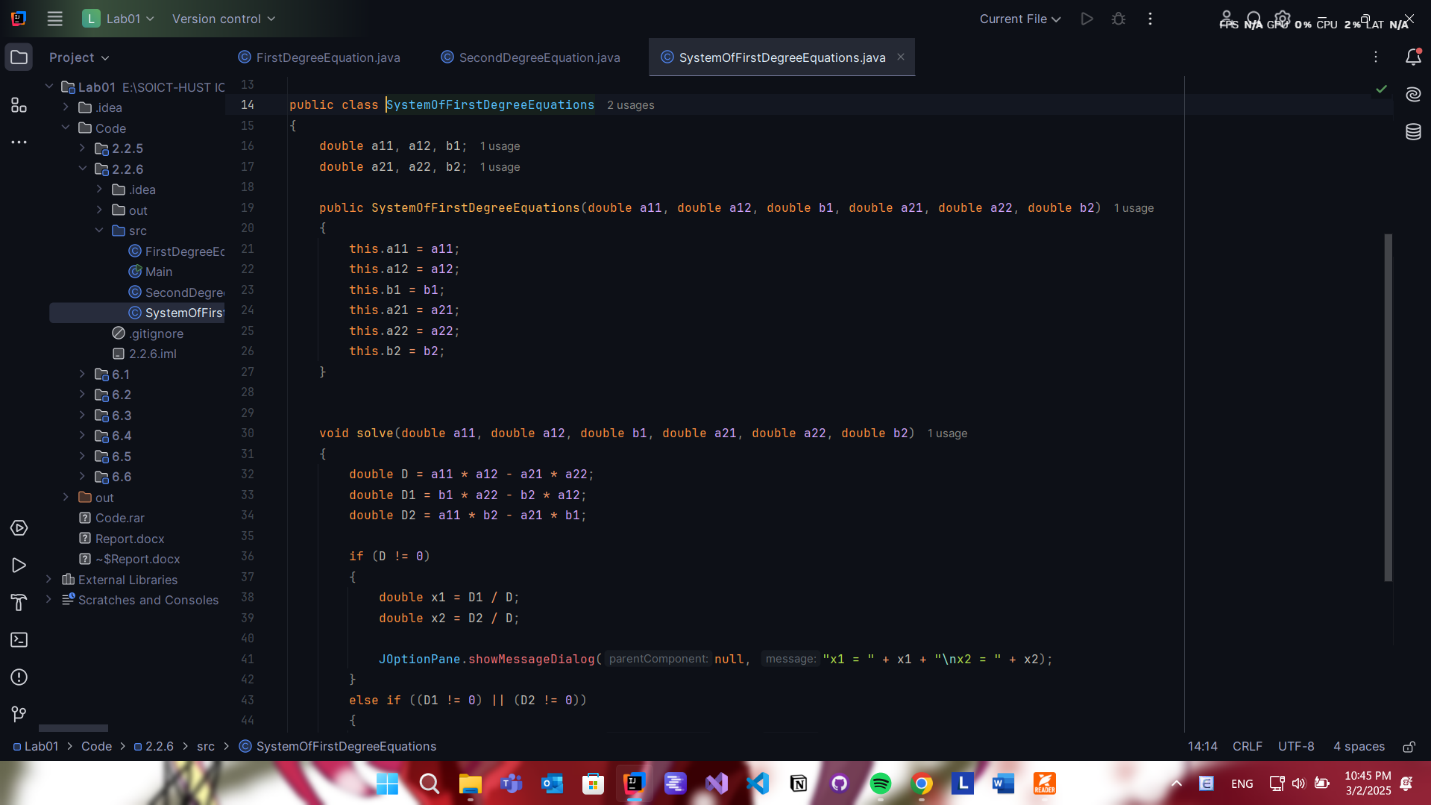 L Lab01 Version control Current File
FPS N/A GPU 0% CPU 2% LAT N/A
Project
FirstDegreeEquation.java SecondDegreeEquation.java SystemOfFirstDegreeEquations.java
Lab01 E:\SOICT-HUST IC
.idea
Code
2.2.5
2.2.6
.idea
out
src
FirstDegreeEc
Main
SecondDegre
SystemOfFirst
.gitignore
2.2.6.iml
6.1
6.2
6.3
6.4
6.5
6.6
out
Code.rar
Report.docx
~$Report.docx
External Libraries
Scratches and Consoles
13
14 public class SystemOfFirstDegreeEquations 2 usages
15 {
16 double a11, a12, b1; 1 usage
17 double a21, a22, b2; 1 usage
18
19 public SystemOfFirstDegreeEquations(double a11, double a12, double b1, double a21, double a22, double b2) 1 usage
20 {
21 this.a11 = a11;
22 this.a12 = a12;
23 this.b1 = b1;
24 this.a21 = a21;
25 this.a22 = a22;
26 this.b2 = b2;
27 }
28
29
30 void solve(double a11, double a12, double b1, double a21, double a22, double b2) 1 usage
31 {
32 double D = a11 * a12 - a21 * a22;
33 double D1 = b1 * a22 - b2 * a12;
34 double D2 = a11 * b2 - a21 * b1;
35
36 if (D != 0)
37 {
38 double x1 = D1 / D;
39 double x2 = D2 / D;
40
41 JOptionPane.showMessageDialog( parentComponent: null, message: "x1 = " + x1 + "\nx2 = " + x2);
42 }
43 else if ((D1 != 0) || (D2 != 0))
44 {
Lab01 > Code > 2.2.6 > src > SystemOfFirstDegreeEquations 14:14 CRLF UTF-8 4 spaces
ENG 10:45 PM
3/2/2025